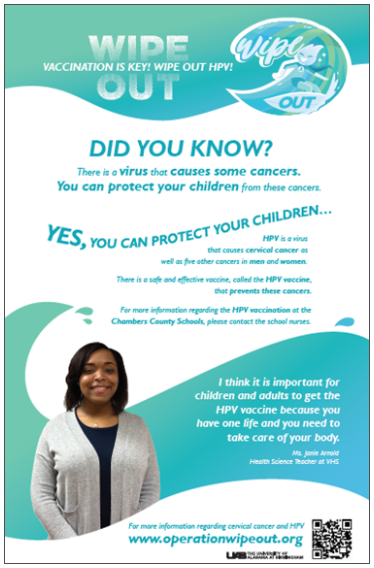 WIPE
VACCINATION IS KEY! WIPE OUT HPV!
OUT
wipe
OUT
DID YOU KNOW?
There is a virus that causes some cancers.
You can protect your children from these cancers.
YES, YOU CAN PROTECT YOUR CHILDREN...
HPV is a virus
that causes cervical cancer as
well as five other cancers in men and women.
There is a safe and effective vaccine, called the HPV vaccine,
that prevents these cancers.
For more information regarding the HPV vaccination at the
Chambers County Schools, please contact the school nurses.
I think it is important for
children and adults to get the
HPV vaccine because you
have one life and you need to
take care of your body.
Ms. Janie Arnold
Health Science Teacher at VHS
For more information regarding cervical cancer and HPV
www.operationwipeout.org
UAB THE UNIVERSITY OF
ALABAMA AT BIRMINGHAM